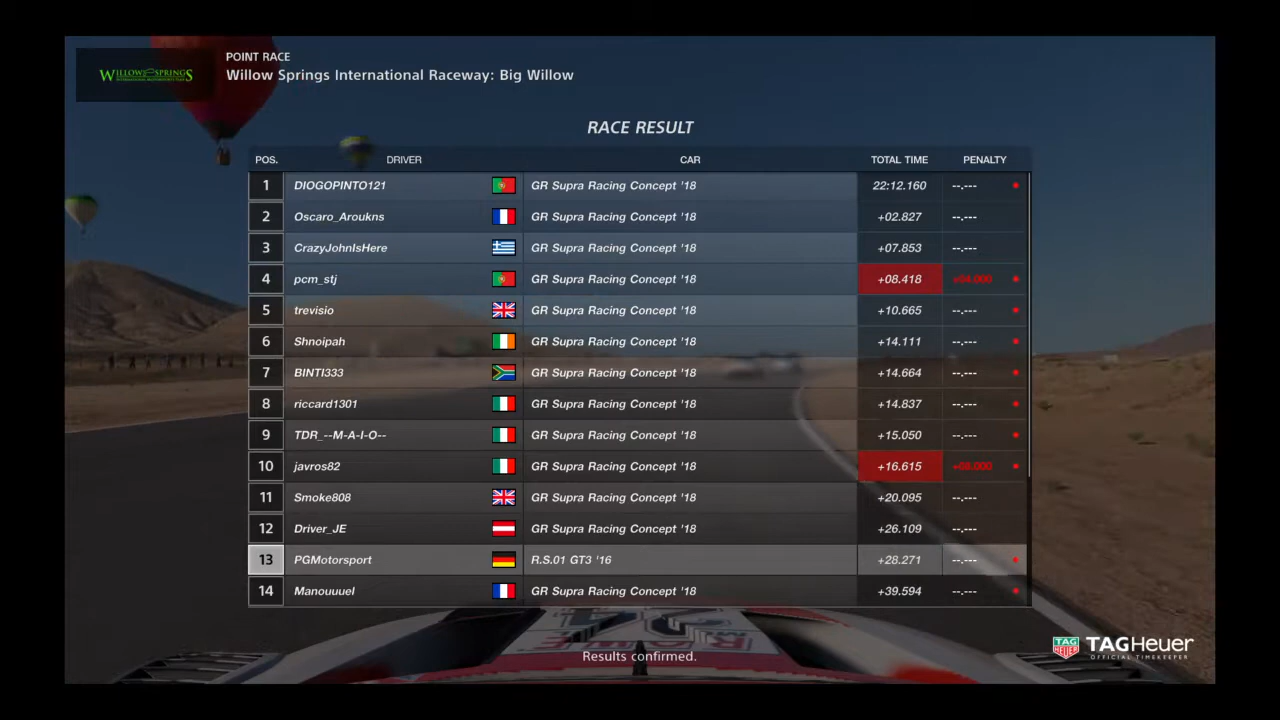 WILLOW SPRINGS
POINT RACE
Willow Springs International Raceway: Big Willow
RACE RESULT
POS. DRIVER CAR TOTAL TIME PENALTY
1 DIOGOPINTO121 GR Supra Racing Concept '18 22:12.160 --.---
2 Oscaro_Aroukns GR Supra Racing Concept '18 +02.827 --.---
3 CrazyJohnIsHere GR Supra Racing Concept '18 +07.853 --.---
4 pcm_stj GR Supra Racing Concept '18 +08.418 +04.000
5 trevisio GR Supra Racing Concept '18 +10.665 --.---
6 Shnoipah GR Supra Racing Concept '18 +14.111 --.---
7 BINTI333 GR Supra Racing Concept '18 +14.664 --.---
8 riccard1301 GR Supra Racing Concept '18 +14.837 --.---
9 TDR_--M-A-I-O-- GR Supra Racing Concept '18 +15.050 --.---
10 javros82 GR Supra Racing Concept '18 +16.615 +08.000
11 Smoke808 GR Supra Racing Concept '18 +20.095 --.---
12 Driver_JE GR Supra Racing Concept '18 +26.109 --.---
13 PGMotorsport R.S.01 GT3 '16 +28.271 --.---
14 Manouuuel GR Supra Racing Concept '18 +39.594 --.---
TAG HEUER TAGHeuer
OFFICIAL TIMEKEEPER
Results confirmed.